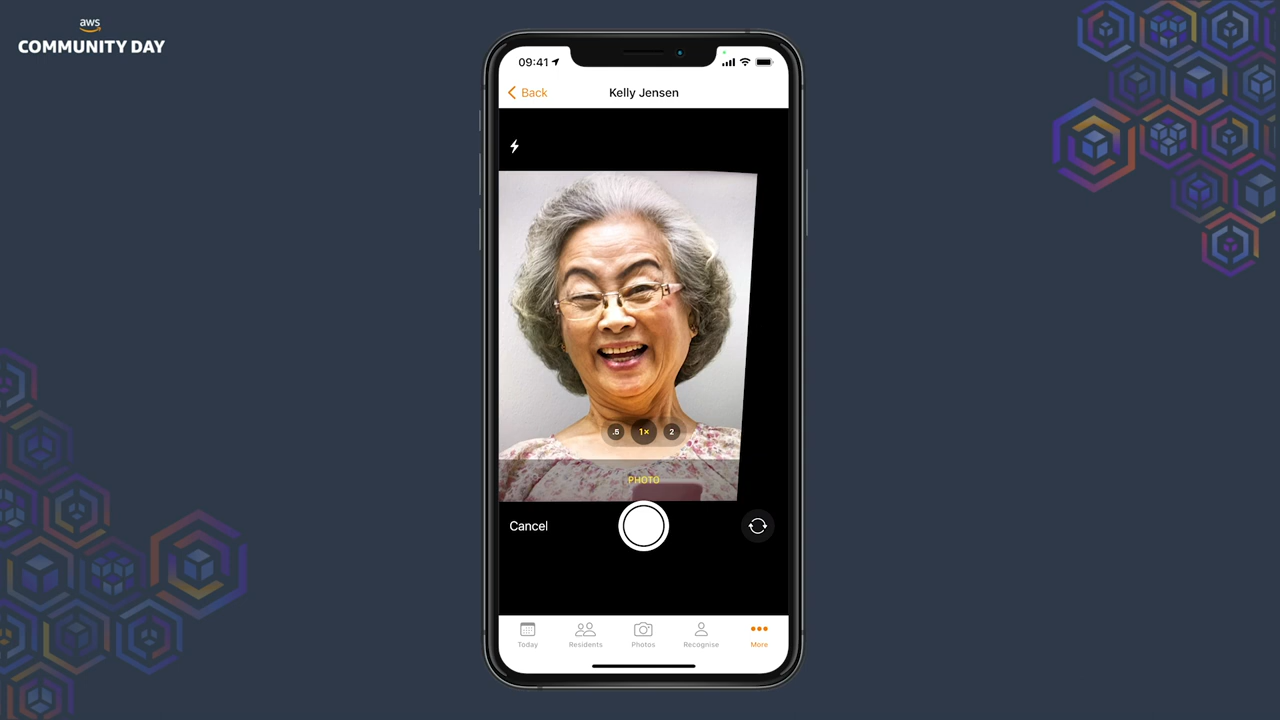 aws
COMMUNITY DAY
09:41
Back
Kelly Jensen
.5
1×
2
PHOTO
Cancel
Today
Residents
Photos
Recognise
More